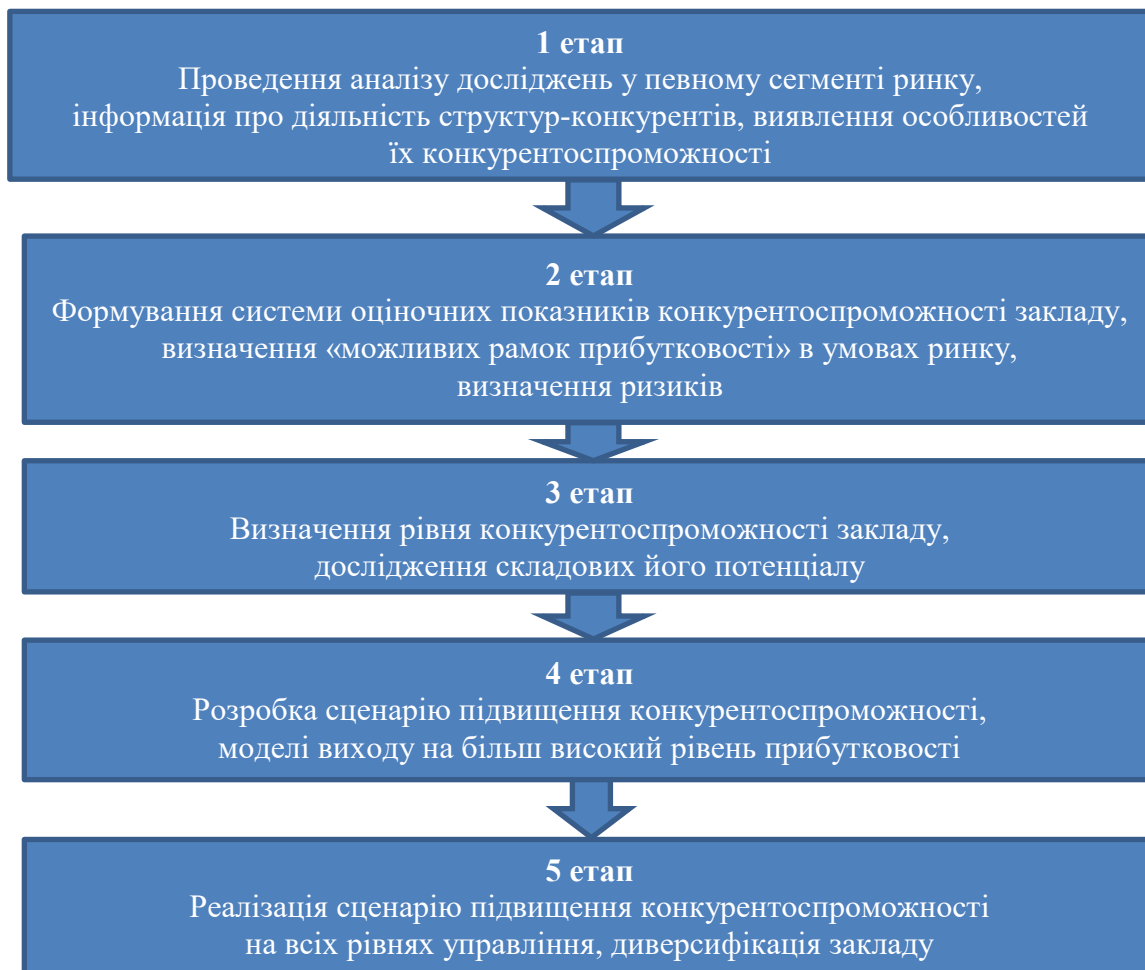 1 етап
Проведення аналізу досліджень у певному сегменті ринку,
інформація про діяльність структур-конкурентів, виявлення особливостей
їх конкурентоспроможності
2 етап
Формування системи оціночних показників конкурентоспроможності закладу,
визначення «можливих рамок прибутковості» в умовах ринку,
визначення ризиків
3 етап
Визначення рівня конкурентоспроможності закладу,
дослідження складових його потенціалу
4 етап
Розробка сценарію підвищення конкурентоспроможності,
моделі виходу на більш високий рівень прибутковості
5 етап
Реалізація сценарію підвищення конкурентоспроможності
на всіх рівнях управління, диверсифікація закладу